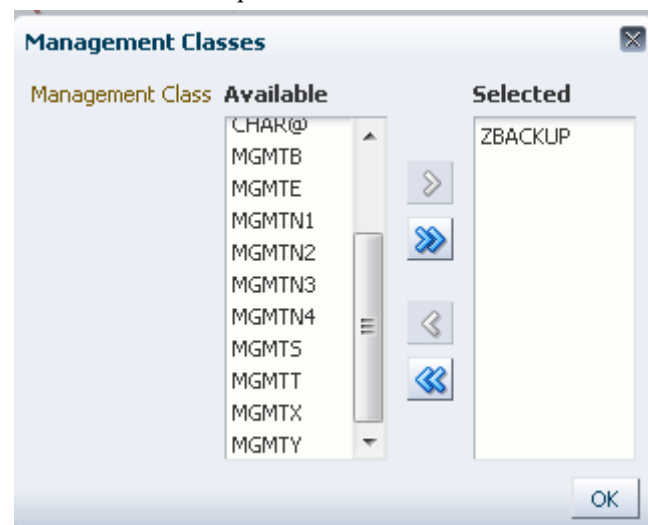 Management Classes
Management Class Available Selected
CHAR@
ZBACKUP
MGMTB
MGMTE
MGMTN1
MGMTN2
MGMTN3
MGMTN4
MGMTS
MGMTT
MGMTX
MGMTY
OK